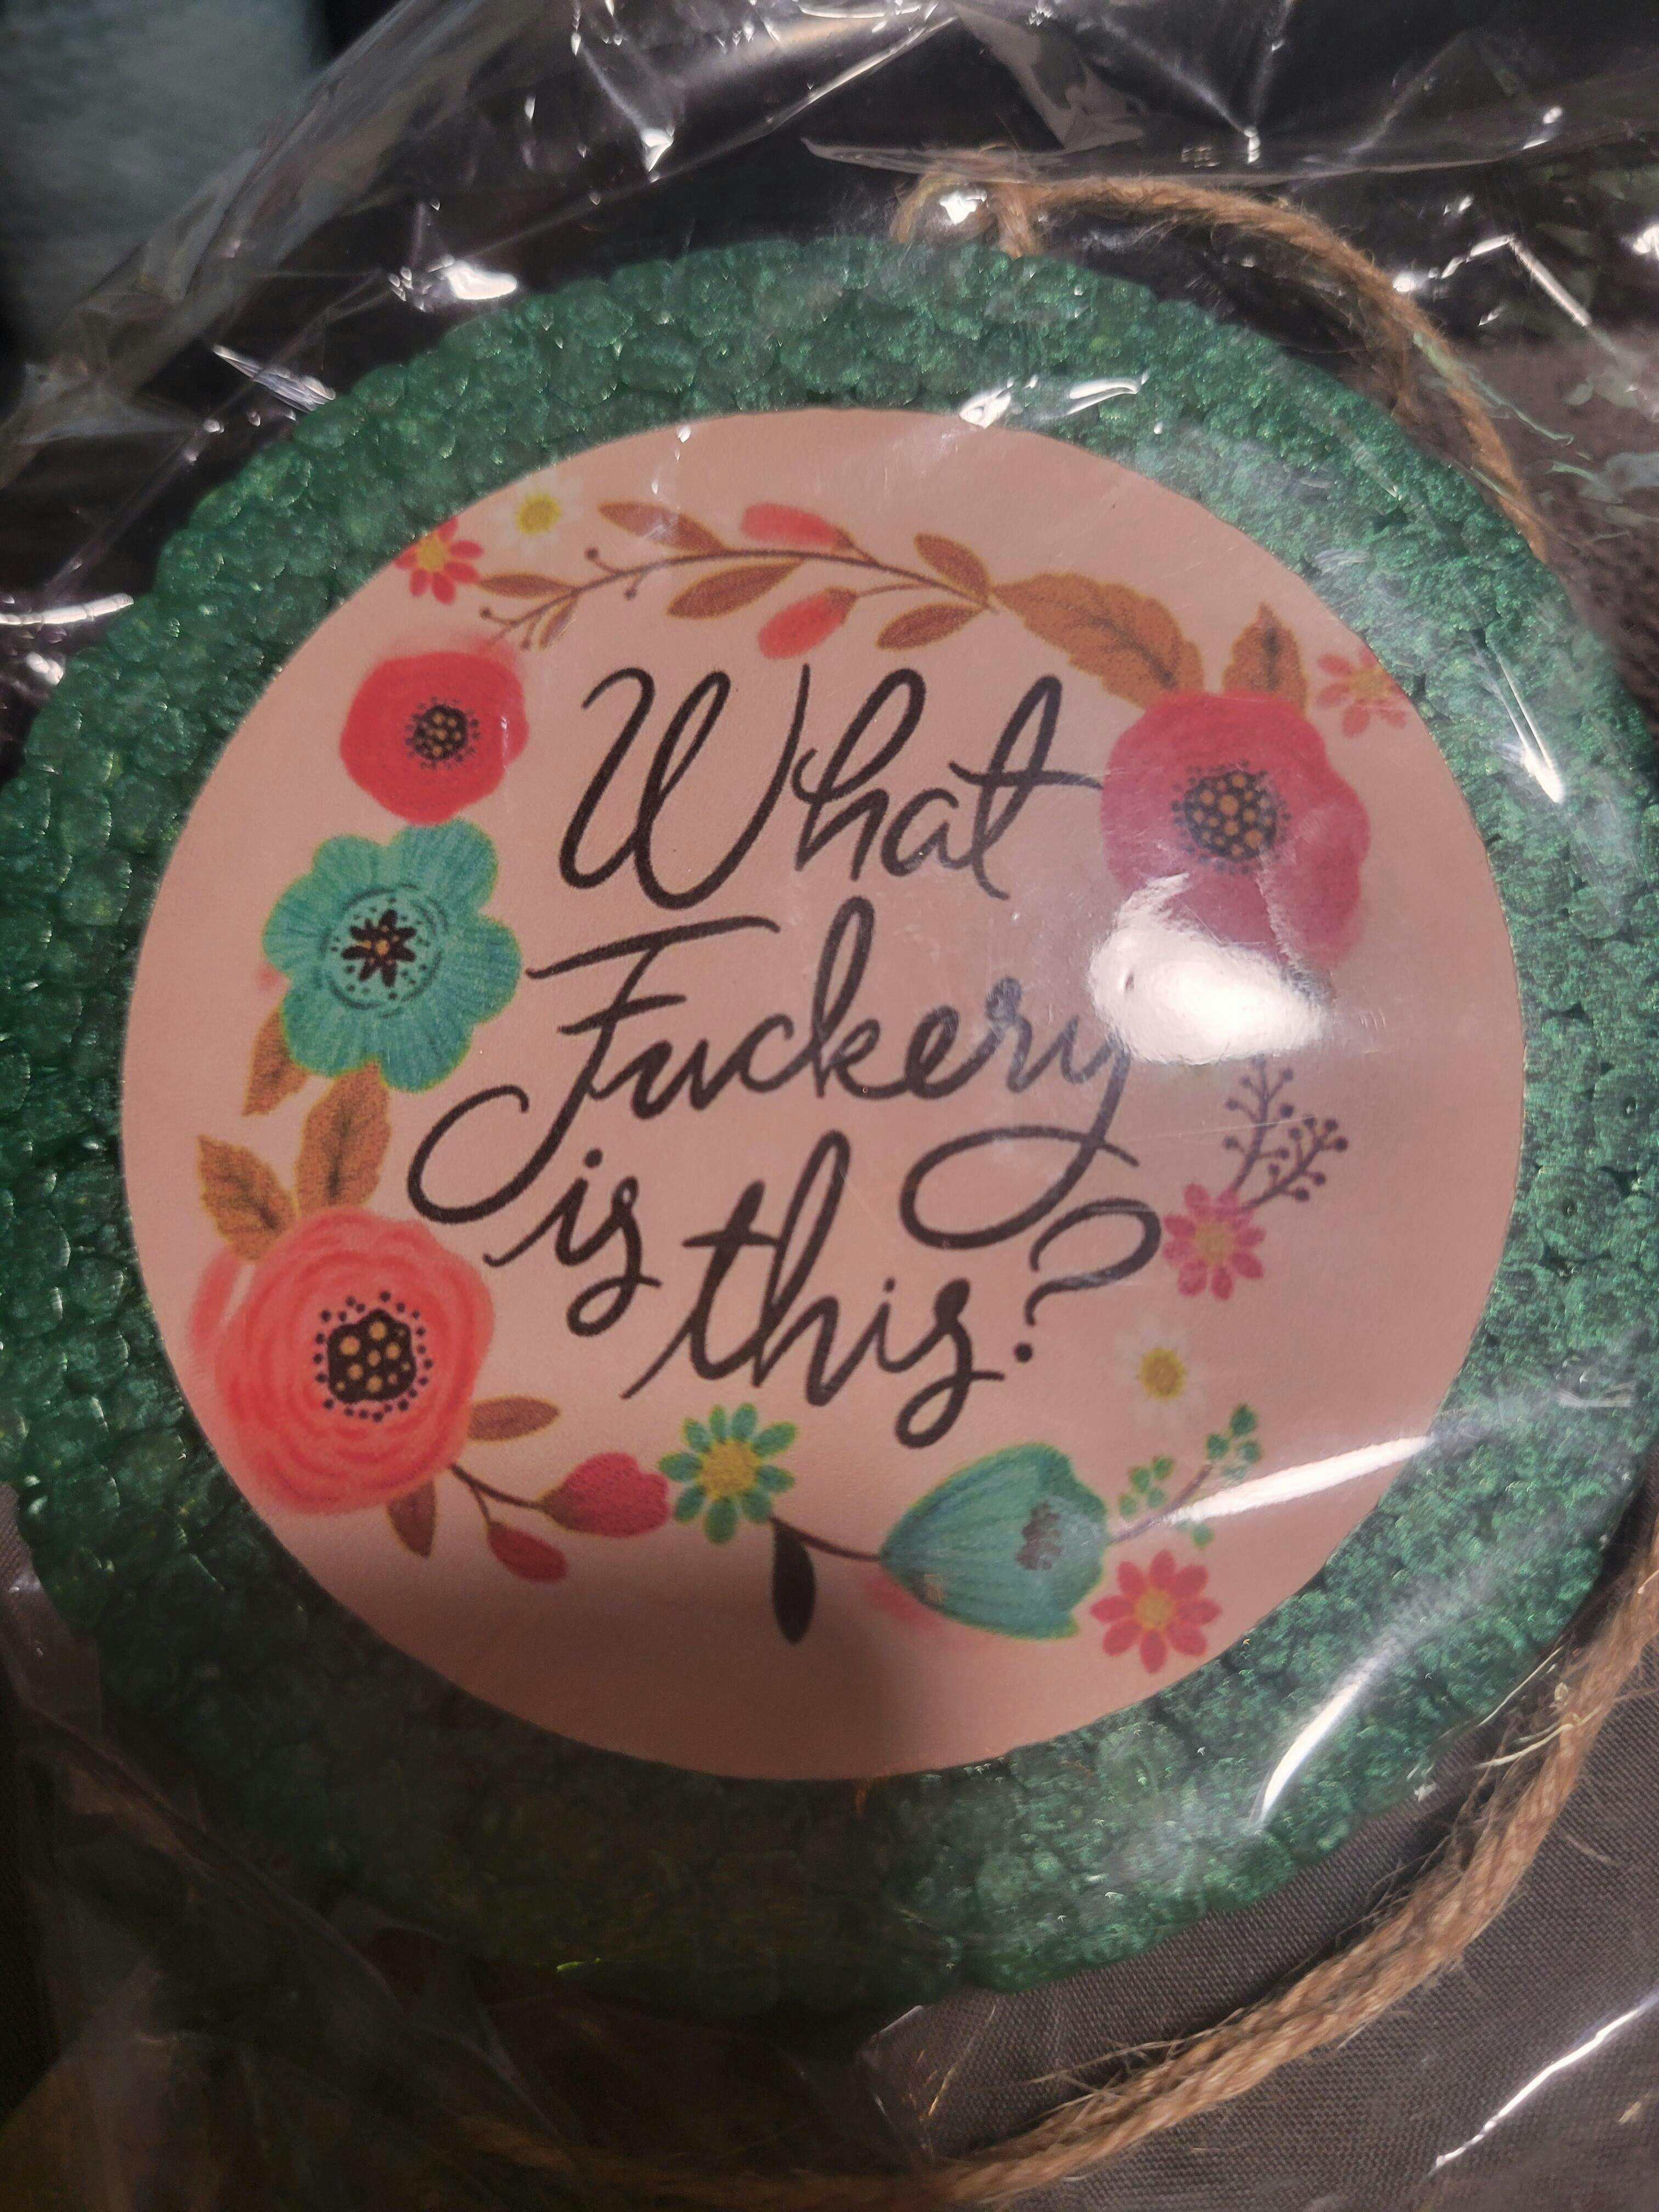 What
Fuckery
is
this?